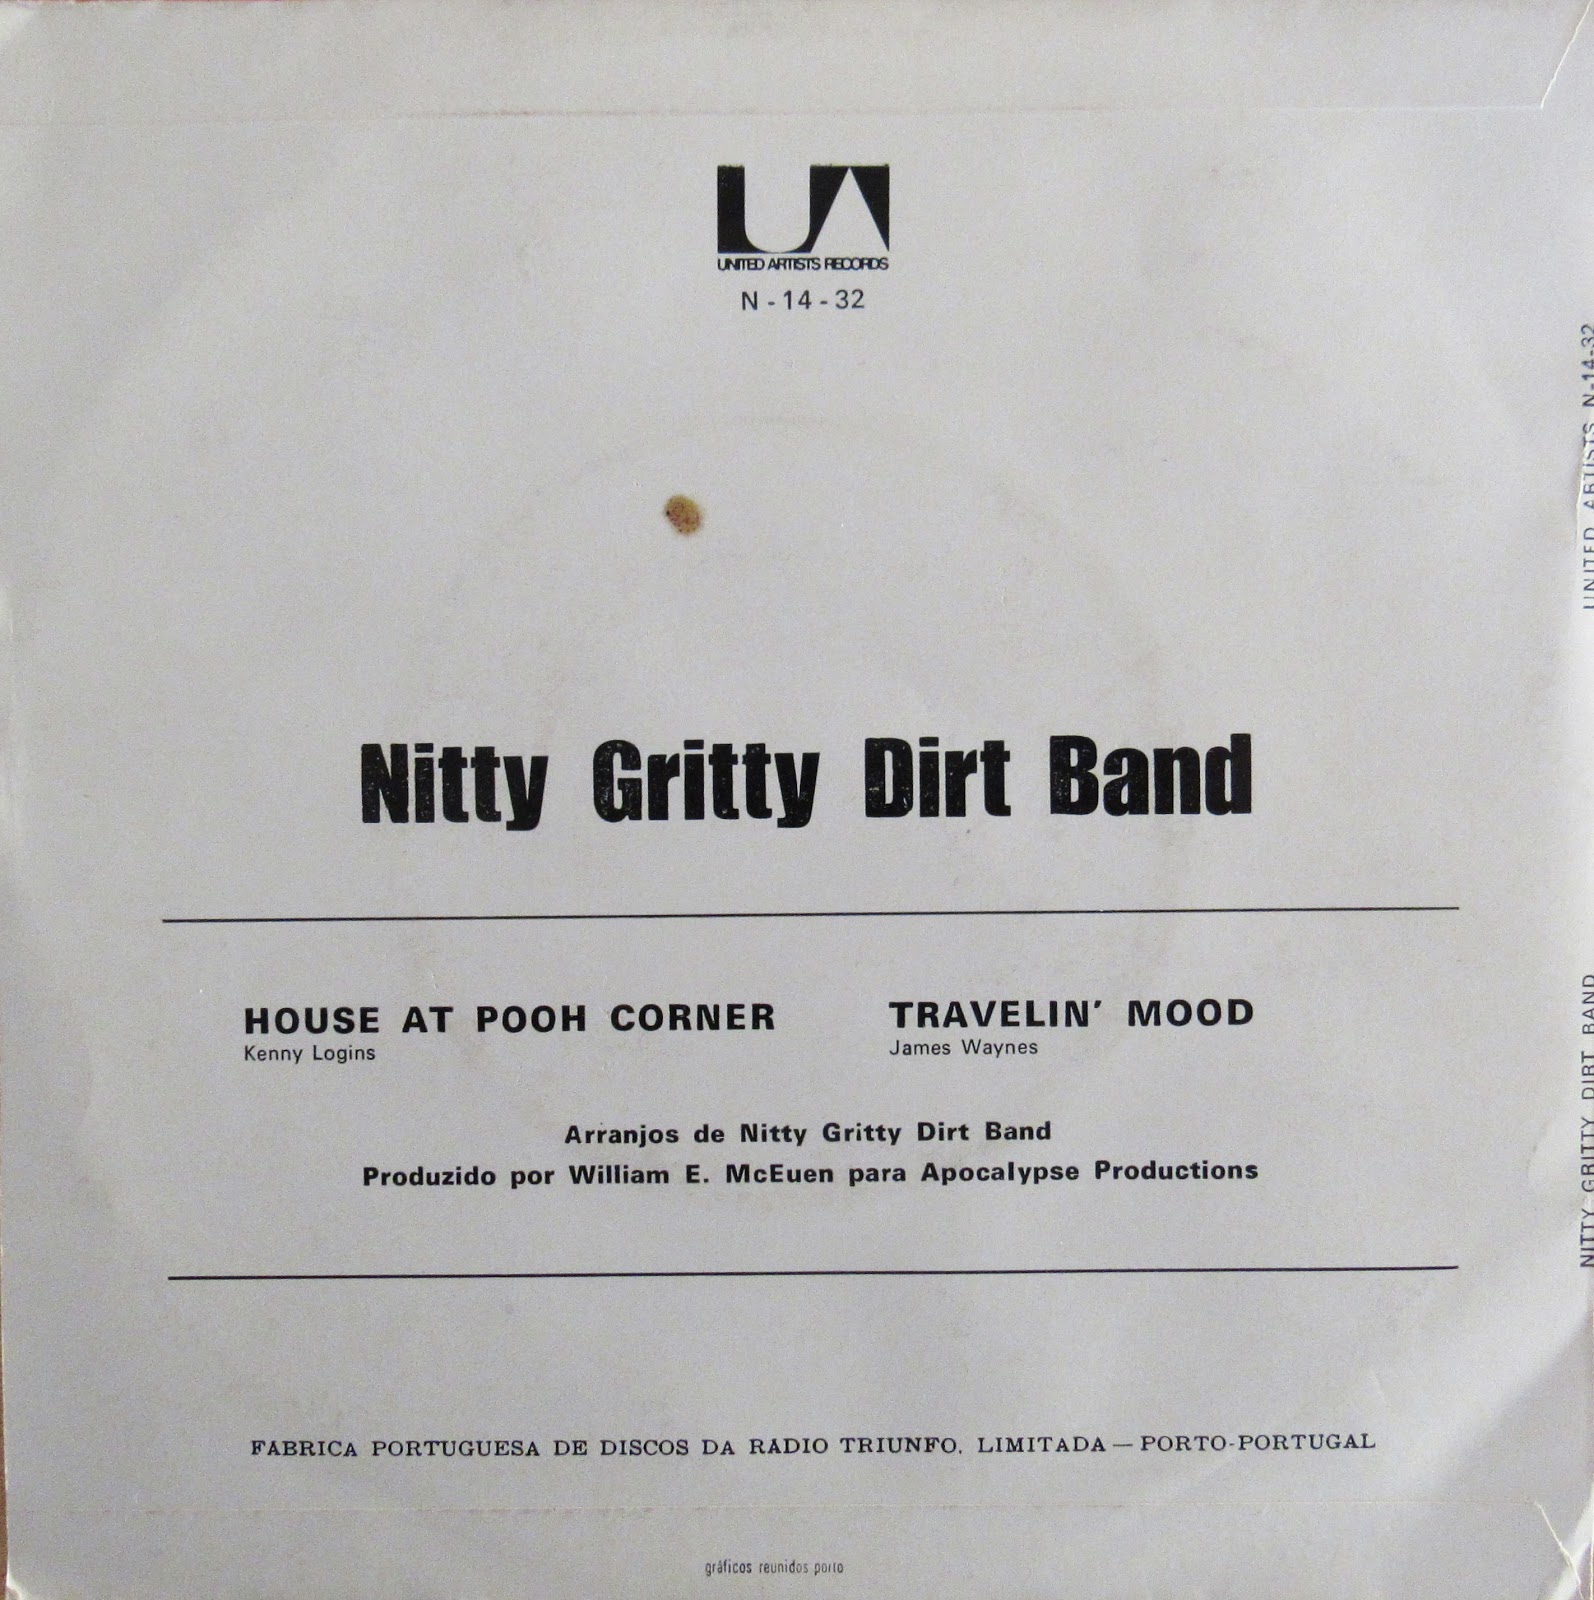 UA
UNITED ARTISTS RECORDS
N - 14 - 32
Nitty Gritty Dirt Band
HOUSE AT POOH CORNER
Kenny Logins
TRAVELIN' MOOD
James Waynes
Arranjos de Nitty Gritty Dirt Band
Produzido por William E. McEuen para Apocalypse Productions
FABRICA PORTUGUESA DE DISCOS DA RADIO TRIUNFO, LIMITADA — PORTO-PORTUGAL
gráficos reunidos porto
UNITED ARTISTS N-14-32
NITTY GRITTY DIRT BAND